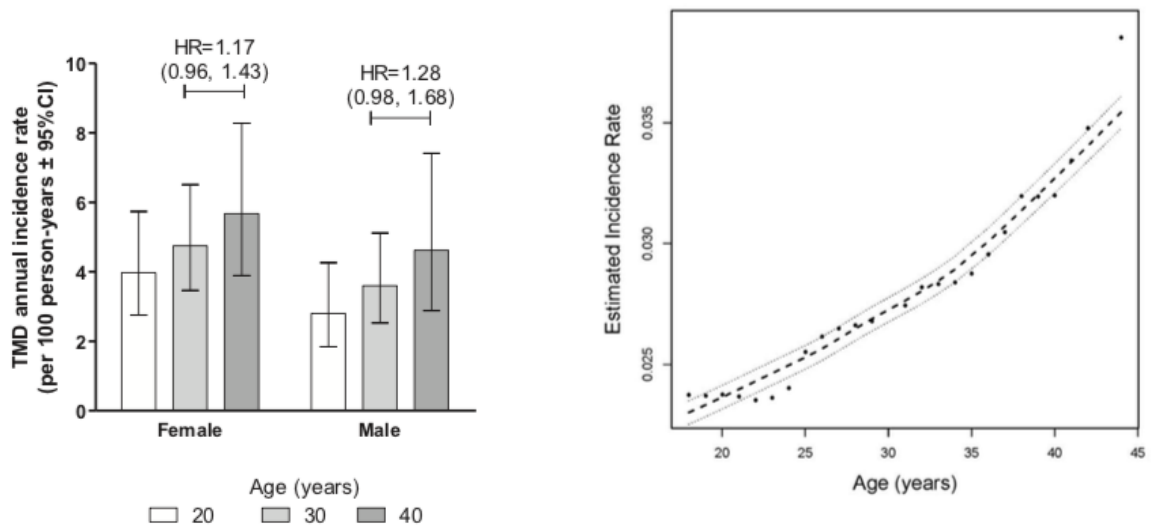 HR=1.17
(0.96, 1.43)
HR=1.28
(0.98, 1.68)
TMD annual incidence rate
(per 100 person-years ± 95%CI)
10
8
6
4
2
0
Female Male
Age (years)
20 30 40
Estimated Incidence Rate
0.035
0.030
0.025
20 25 30 35 40 45
Age (years)